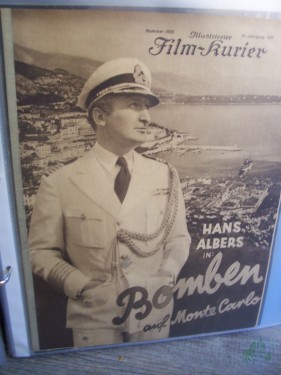 Illustrierter
Film-Kurier
HANS
ALBERS
IN:
Bomben
auf Monte Carlo